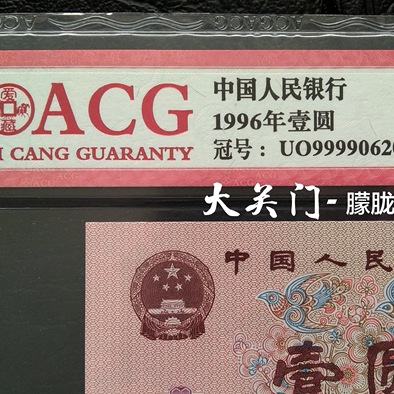 ACG
中国人民银行
1996年壹圆
CANG GUARANTY
冠号： UO9999062
大关门-朦胧
中国人民
壹圆